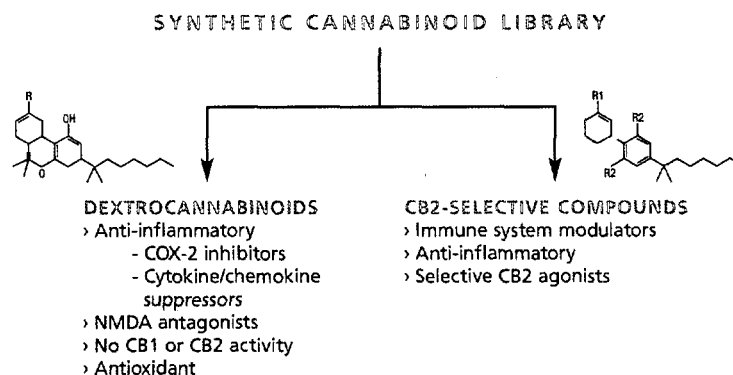 SYNTHETIC CANNABINOID LIBRARY
R
OH
O
R1
R2
R2
DEXTROCANNABINOIDS
› Anti-inflammatory
- COX-2 inhibitors
- Cytokine/chemokine
suppressors
› NMDA antagonists
› No CB1 or CB2 activity
› Antioxidant
CB2-SELECTIVE COMPOUNDS
› Immune system modulators
› Anti-inflammatory
› Selective CB2 agonists